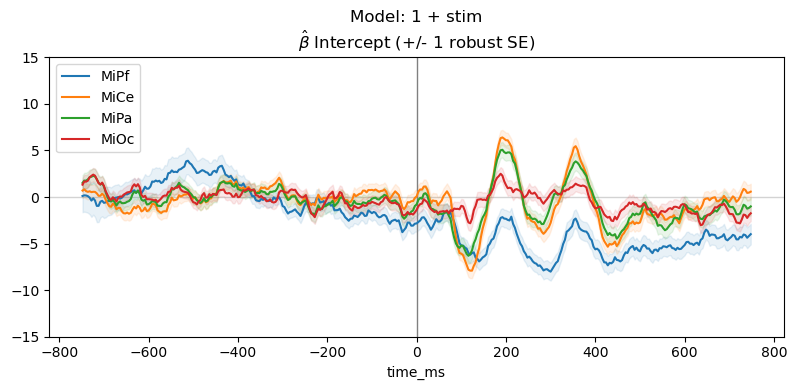 Model: 1 + stim
β̂ Intercept (+/- 1 robust SE)
15
10
5
0
−5
−10
−15
MiPf
MiCe
MiPa
MiOc
−800 −600 −400 −200 0 200 400 600 800
time_ms